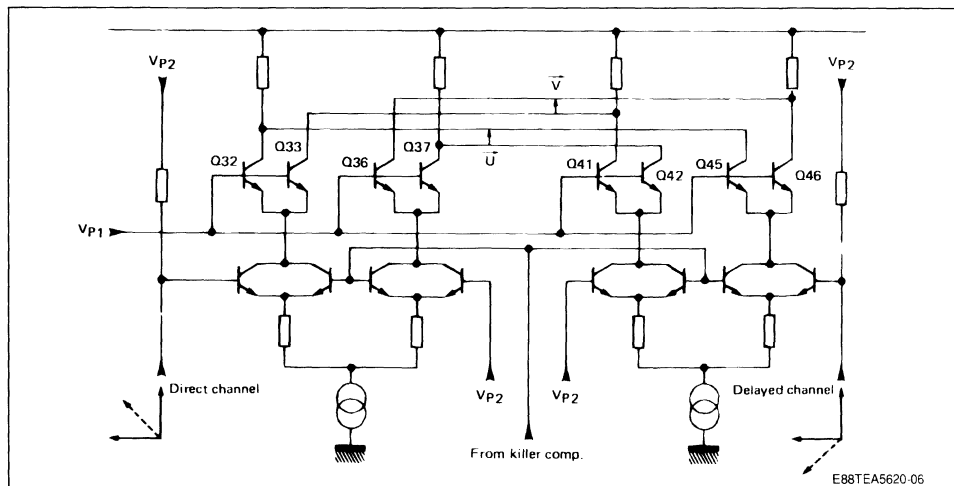 VP2
VP2
V
Q32
Q33
Q36
Q37
U
Q41
Q42
Q45
Q46
VP1
Direct channel
VP2
VP2
Delayed channel
From killer comp.
E88TEA5620-06